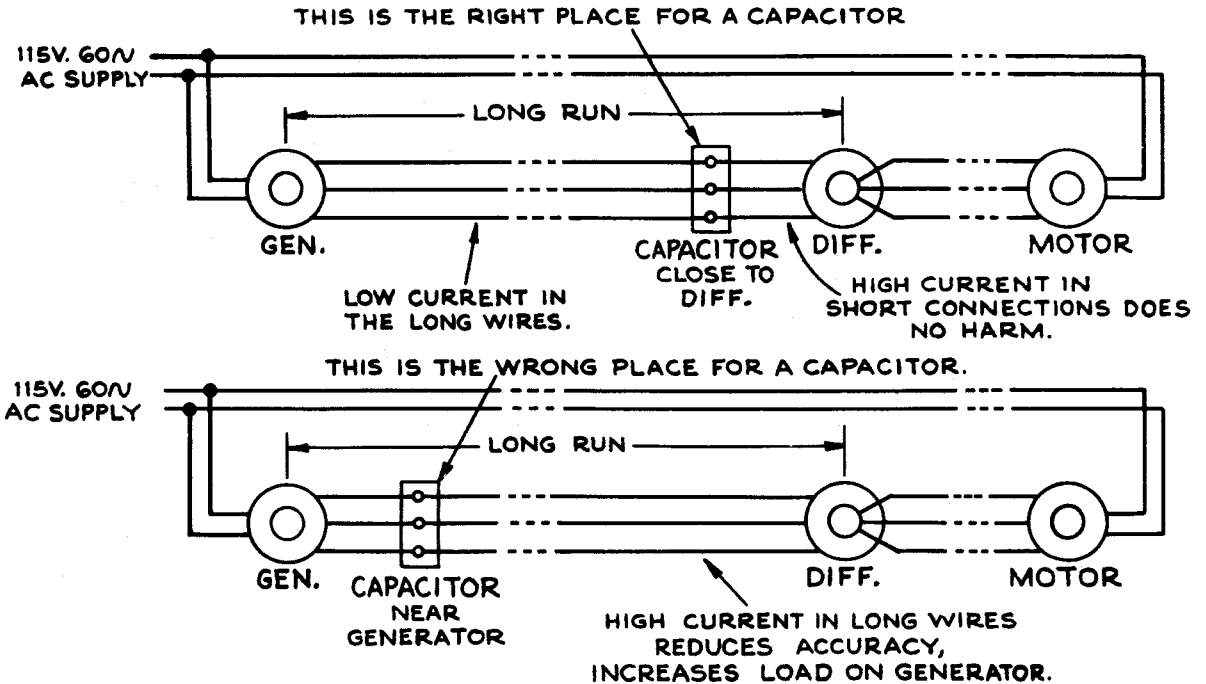 THIS IS THE RIGHT PLACE FOR A CAPACITOR
115V. 60∿
AC SUPPLY
LONG RUN
GEN.
CAPACITOR
CLOSE TO
DIFF.
DIFF.
MOTOR
LOW CURRENT IN
THE LONG WIRES.
HIGH CURRENT IN
SHORT CONNECTIONS DOES
NO HARM.
THIS IS THE WRONG PLACE FOR A CAPACITOR.
115V. 60∿
AC SUPPLY
LONG RUN
GEN.
CAPACITOR
NEAR
GENERATOR
DIFF.
MOTOR
HIGH CURRENT IN LONG WIRES
REDUCES ACCURACY,
INCREASES LOAD ON GENERATOR.